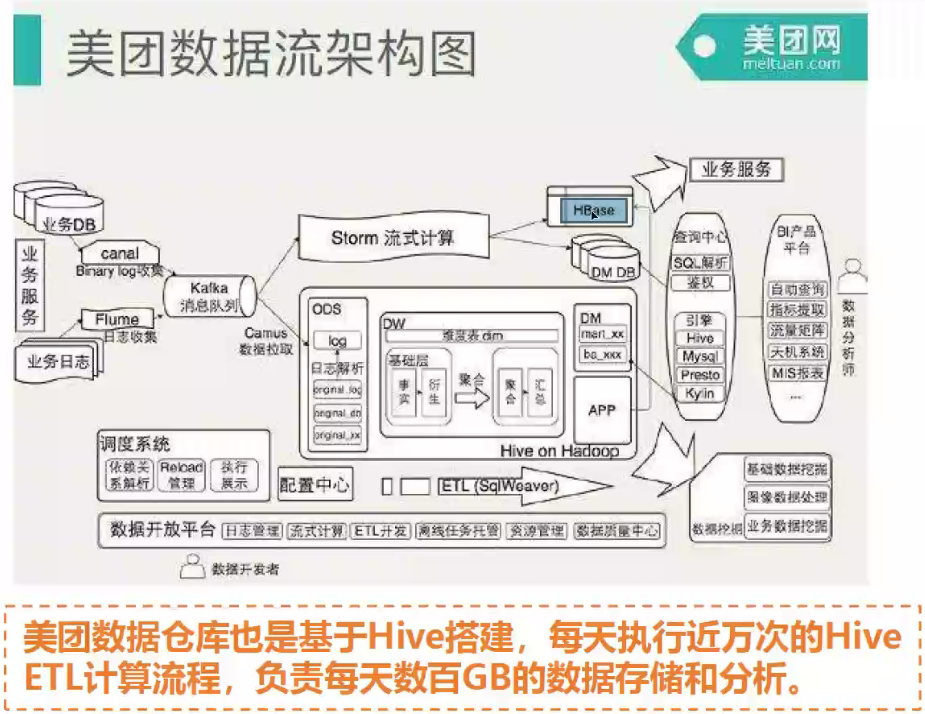 美团数据流架构图
美团网
meituan.com
业务服务
业务DB
canal
Binary log收集
业务服务
Flume
日志收集
业务日志
Kafka
消息队列
Camus
数据拉取
Storm 流式计算
HBase
DM DB
ODS
log
日志解析
original_log
original_db
original_xx
DW
维度表 dim
基础层
事实
衍生
聚合
聚合
汇总
DM
mart_xx
ba_xxx
APP
Hive on Hadoop
查询中心
SQL解析
鉴权
引擎
Hive
Mysql
Presto
Kylin
BI产品
平台
自动查询
指标提取
流量矩阵
天机系统
MIS报表
...
数据分析师
调度系统
依赖关
系解析
Reload
管理
执行
展示
配置中心
ETL (SqlWeaver)
数据挖掘
基础数据挖掘
图像数据处理
业务数据挖掘
数据开放平台 日志管理 流式计算 ETL开发 离线任务托管 资源管理 数据质量中心
数据开发者
美团数据仓库也是基于Hive搭建，每天执行近万次的Hive
ETL计算流程，负责每天数百GB的数据存储和分析。